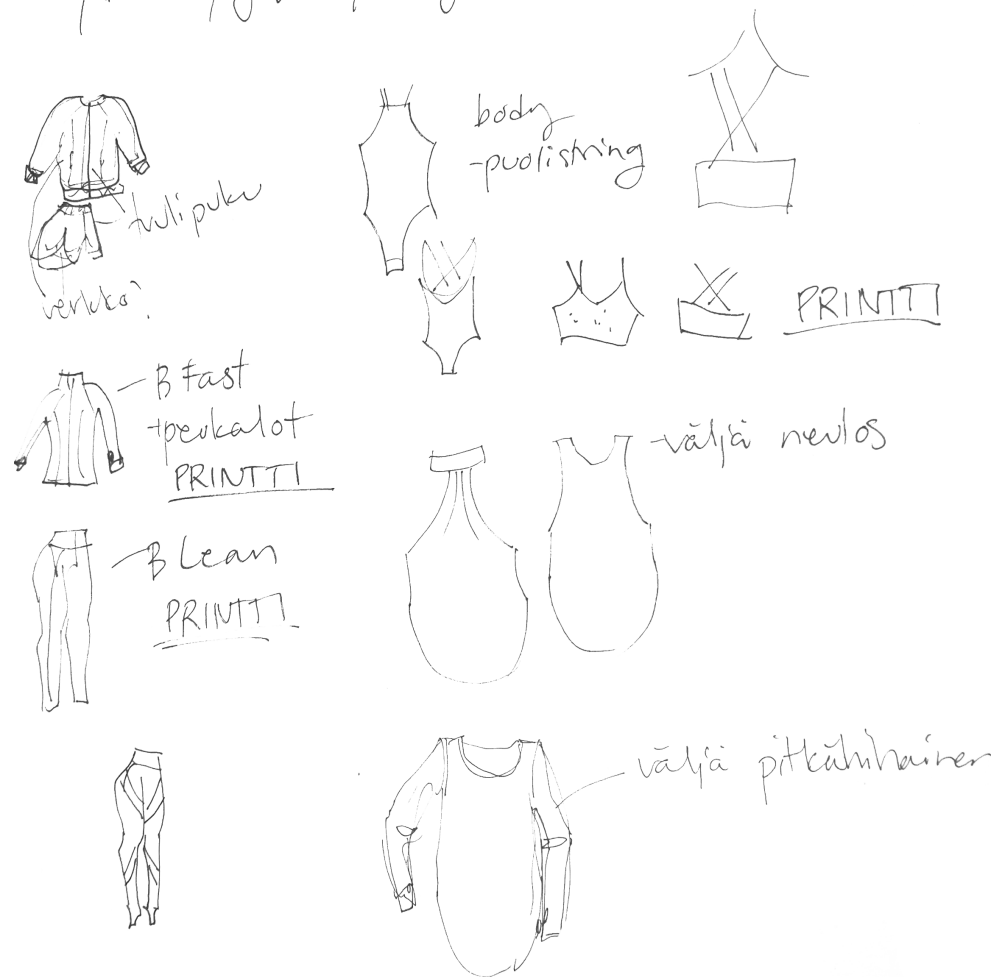 body
-puolistring
tuulipuku
verkko?
PRINTTI
B Fast
+peukalot
PRINTTI
-väljä neulos
B Lean
PRINTTI
väljä pitkähihainen